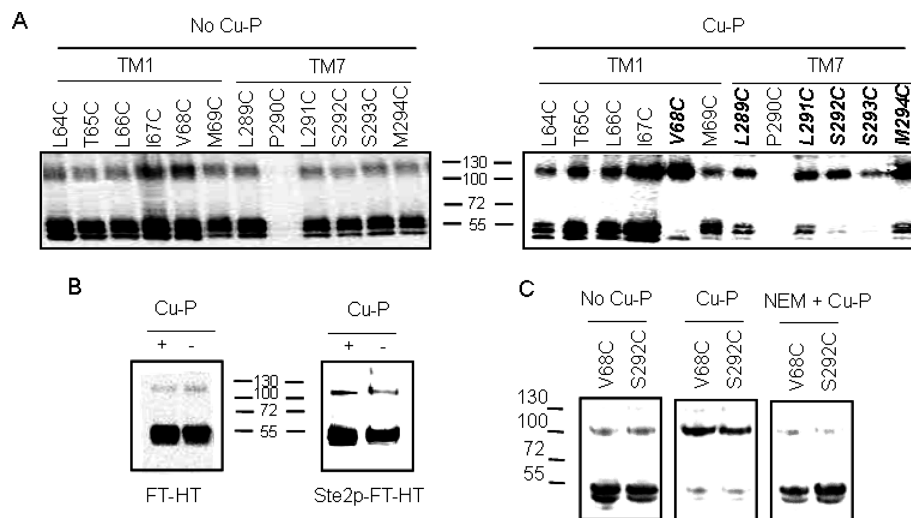 A
No Cu-P
Cu-P
TM1
TM7
TM1
TM7
L64C
T65C
L66C
I67C
V68C
M69C
L289C
P290C
L291C
S292C
S293C
M294C
L64C
T65C
L66C
I67C
V68C
M69C
L289C
P290C
L291C
S292C
S293C
M294C
130
100
72
55
B
Cu-P
Cu-P
+ -
+ -
130
100
72
55
FT-HT
Ste2p-FT-HT
C
No Cu-P
Cu-P
NEM + Cu-P
V68C
S292C
V68C
S292C
V68C
S292C
130
100
72
55